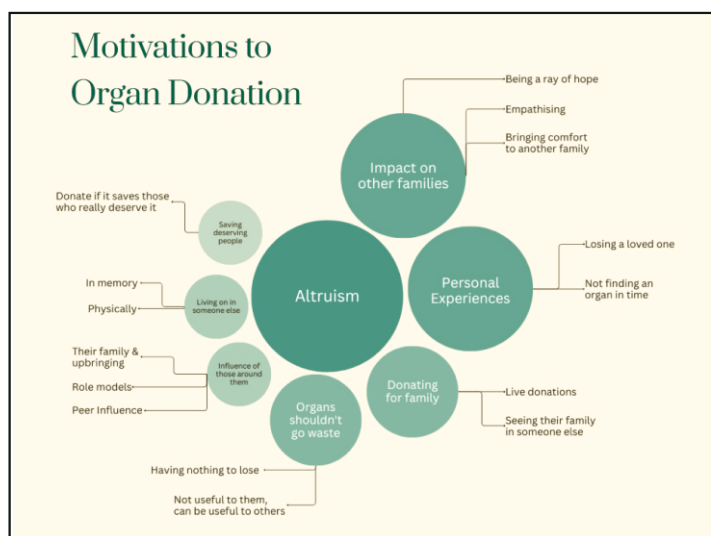 Motivations to
Organ Donation
Being a ray of hope
Empathising
Bringing comfort
to another family
Impact on
other families
Donate if it saves those
who really deserve it
Saving
deserving
people
Altruism
Personal
Experiences
Losing a loved one
Not finding an
organ in time
In memory
Physically
Living on in
someone else
Their family &
upbringing
Role models
Peer Influence
Influence of
those around
them
Organs
shouldn't
go waste
Having nothing to lose
Not useful to them,
can be useful to others
Donating
for family
Live donations
Seeing their family
in someone else